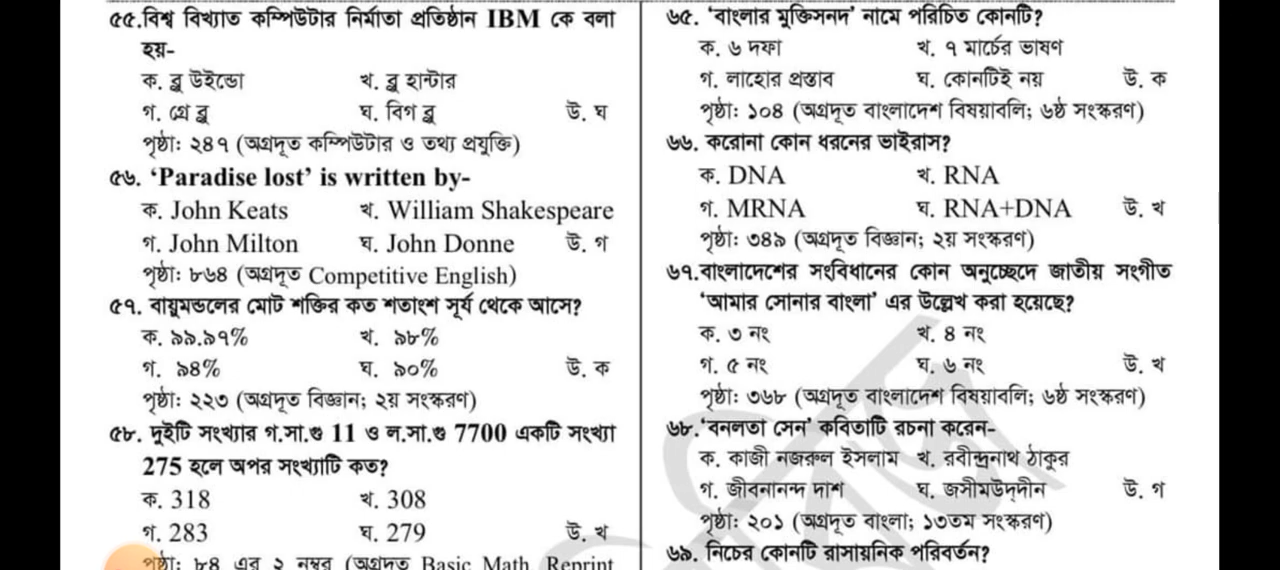 ৫৫.বিশ্ব বিখ্যাত কম্পিউটার নির্মাতা প্রতিষ্ঠান IBM কে বলা
হয়-
ক. ব্লু উইন্ডো খ. ব্লু হান্টার
গ. গ্রে ব্লু ঘ. বিগ ব্লু উ. ঘ
পৃষ্ঠা: ২৪৭ (অগ্রদূত কম্পিউটার ও তথ্য প্রযুক্তি)
৫৬. ‘Paradise lost’ is written by-
ক. John Keats খ. William Shakespeare
গ. John Milton ঘ. John Donne উ. গ
পৃষ্ঠা: ৮৬৪ (অগ্রদূত Competitive English)
৫৭. বায়ুমন্ডলের মোট শক্তির কত শতাংশ সূর্য থেকে আসে?
ক. ৯৯.৯৭% খ. ৯৮%
গ. ৯৪% ঘ. ৯০% উ. ক
পৃষ্ঠা: ২২৩ (অগ্রদূত বিজ্ঞান; ২য় সংস্করণ)
৫৮. দুইটি সংখ্যার গ.সা.গু 11 ও ল.সা.গু 7700 একটি সংখ্যা
275 হলে অপর সংখ্যাটি কত?
ক. 318 খ. 308
গ. 283 ঘ. 279 উ. খ
পৃষ্ঠা: ৮৪ এর ২ নম্বর (অগ্রদূত Basic Math Reprint
৬৫. ‘বাংলার মুক্তিসনদ’ নামে পরিচিত কোনটি?
ক. ৬ দফা খ. ৭ মার্চের ভাষণ
গ. লাহোর প্রস্তাব ঘ. কোনটিই নয় উ. ক
পৃষ্ঠা: ১০৪ (অগ্রদূত বাংলাদেশ বিষয়াবলি; ৬ষ্ঠ সংস্করণ)
৬৬. করোনা কোন ধরনের ভাইরাস?
ক. DNA খ. RNA
গ. MRNA ঘ. RNA+DNA উ. খ
পৃষ্ঠা: ৩৪৯ (অগ্রদূত বিজ্ঞান; ২য় সংস্করণ)
৬৭.বাংলাদেশের সংবিধানের কোন অনুচ্ছেদে জাতীয় সংগীত
‘আমার সোনার বাংলা’ এর উল্লেখ করা হয়েছে?
ক. ৩ নং খ. ৪ নং
গ. ৫ নং ঘ. ৬ নং উ. খ
পৃষ্ঠা: ৩৬৮ (অগ্রদূত বাংলাদেশ বিষয়াবলি; ৬ষ্ঠ সংস্করণ)
৬৮.‘বনলতা সেন’ কবিতাটি রচনা করেন-
ক. কাজী নজরুল ইসলাম খ. রবীন্দ্রনাথ ঠাকুর
গ. জীবনানন্দ দাশ ঘ. জসীমউদ্‌দীন উ. গ
পৃষ্ঠা: ২০১ (অগ্রদূত বাংলা; ১৩তম সংস্করণ)
৬৯. নিচের কোনটি রাসায়নিক পরিবর্তন?